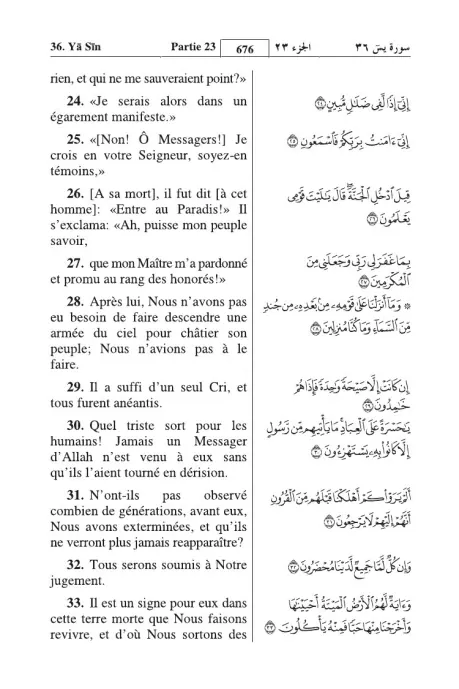 36. Yā Sīn Partie 23 676 الجزء ٢٣ سورة يس ٣٦
rien, et qui ne me sauveraient point?»
24. «Je serais alors dans un
égarement manifeste.»
25. «[Non! Ô Messagers!] Je
crois en votre Seigneur, soyez-en
témoins,»
26. [A sa mort], il fut dit [à cet
homme]: «Entre au Paradis!» Il
s’exclama: «Ah, puisse mon peuple
savoir,
27. que mon Maître m’a pardonné
et promu au rang des honorés!»
28. Après lui, Nous n’avons pas
eu besoin de faire descendre une
armée du ciel pour châtier son
peuple; Nous n’avions pas à le
faire.
29. Il a suffi d’un seul Cri, et
tous furent anéantis.
30. Quel triste sort pour les
humains! Jamais un Messager
d’Allah n’est venu à eux sans
qu’ils l’aient tourné en dérision.
31. N’ont-ils pas observé
combien de générations, avant eux,
Nous avons exterminées, et qu’ils
ne verront plus jamais reapparaître?
32. Tous serons soumis à Notre
jugement.
33. Il est un signe pour eux dans
cette terre morte que Nous faisons
revivre, et d’où Nous sortons des
إِنِّيٓ إِذًا لَّفِي ضَلَٰلٍ مُّبِينٍ ٢٤
إِنِّيٓ ءَامَنتُ بِرَبِّكُمْ فَٱسْمَعُونِ ٢٥
قِيلَ ٱدْخُلِ ٱلْجَنَّةَۖ قَالَ يَٰلَيْتَ قَوْمِي
يَعْلَمُونَ ٢٦
بِمَا غَفَرَ لِي رَبِّي وَجَعَلَنِي مِنَ
ٱلْمُكْرَمِينَ ٢٧
* وَمَآ أَنزَلْنَا عَلَىٰ قَوْمِهِۦ مِنۢ بَعْدِهِۦ مِن جُندٍ
مِّنَ ٱلسَّمَآءِ وَمَا كُنَّا مُنزِلِينَ ٢٨
إِن كَانَتْ إِلَّا صَيْحَةً وَٰحِدَةً فَإِذَا هُمْ
خَٰمِدُونَ ٢٩
يَٰحَسْرَةً عَلَى ٱلْعِبَادِۚ مَا يَأْتِيهِم مِّن رَّسُولٍ
إِلَّا كَانُوا۟ بِهِۦ يَسْتَهْزِءُونَ ٣٠
أَلَمْ يَرَوْا۟ كَمْ أَهْلَكْنَا قَبْلَهُم مِّنَ ٱلْقُرُونِ
أَنَّهُمْ إِلَيْهِمْ لَا يَرْجِعُونَ ٣١
وَإِن كُلٌّ لَّمَّا جَمِيعٌ لَّدَيْنَا مُحْضَرُونَ ٣٢
وَءَايَةٌ لَّهُمُ ٱلْأَرْضُ ٱلْمَيْتَةُ أَحْيَيْنَٰهَا
وَأَخْرَجْنَا مِنْهَا حَبًّا فَمِنْهُ يَأْكُلُونَ ٣٣